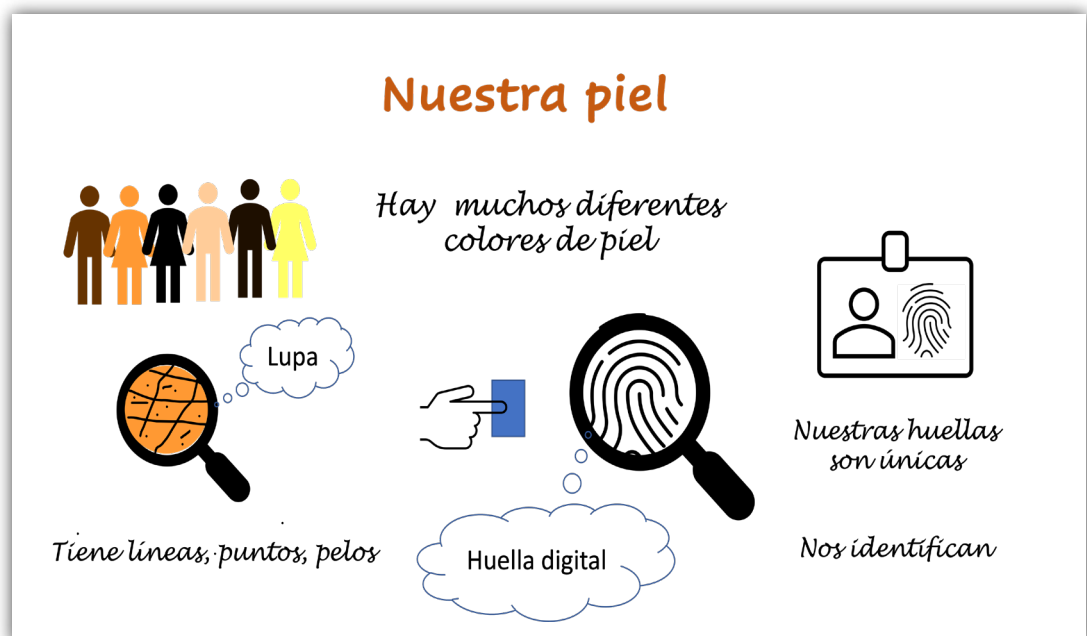 Nuestra piel
Hay muchos diferentes
colores de piel
Lupa
Tiene líneas, puntos, pelos
Huella digital
Nuestras huellas
son únicas
Nos identifican